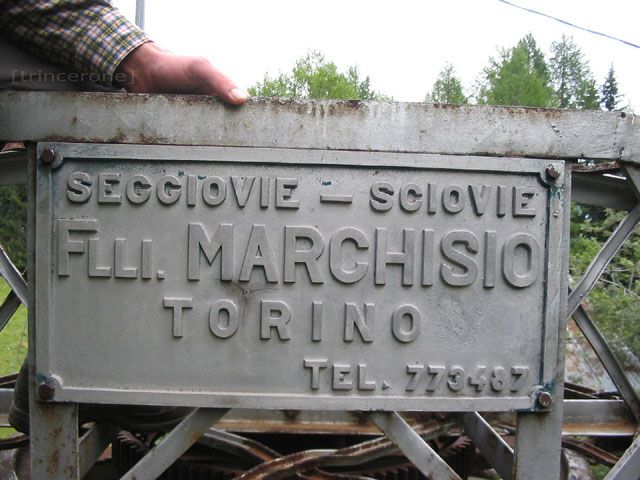 [trincerone]
SEGGIOVIE – SCIOVIE
FLLI. MARCHISIO
TORINO
TEL. 773487